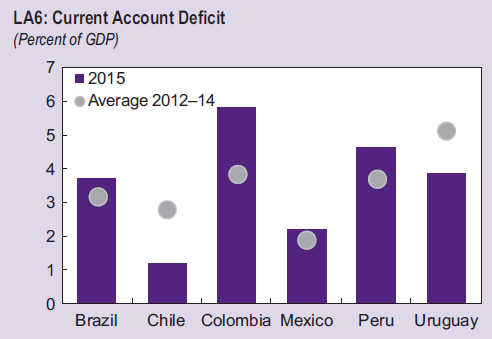 LA6: Current Account Deficit
(Percent of GDP)
7
2015
6
Average 2012–14
5
4
3
2
1
0
Brazil Chile Colombia Mexico Peru Uruguay